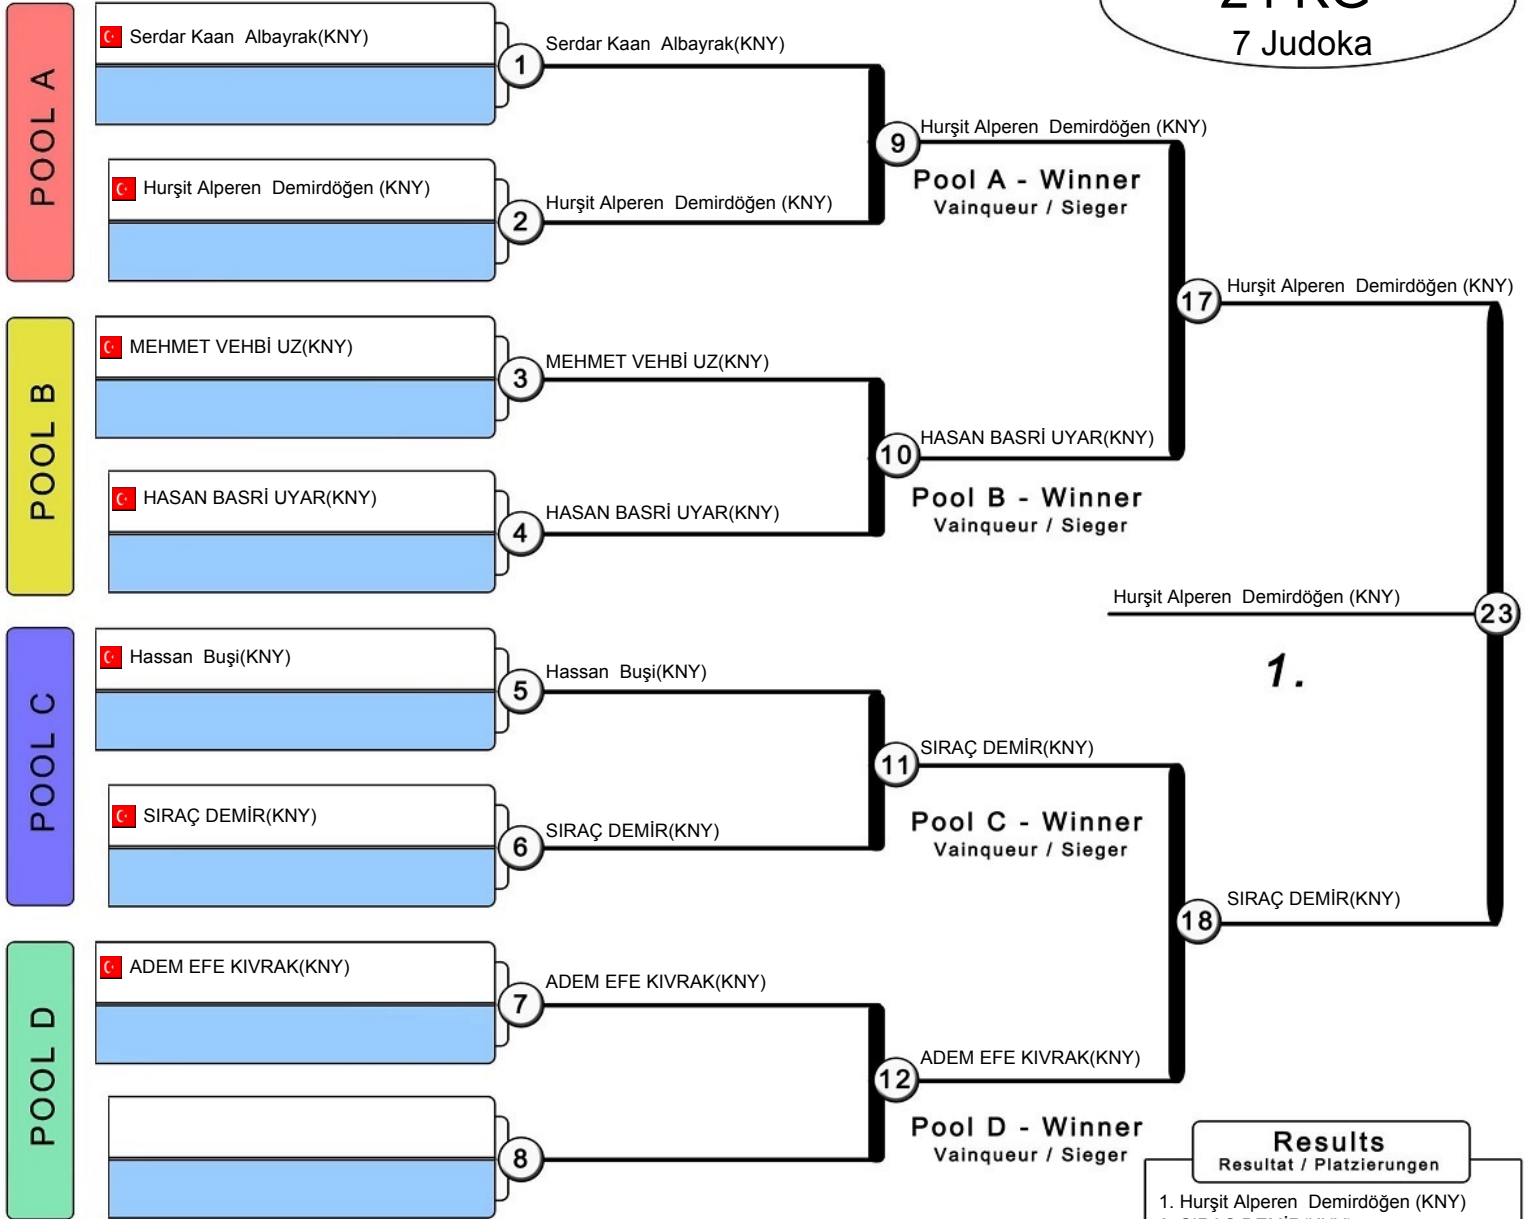 7 Judoka
POOL A
Serdar Kaan Albayrak(KNY)
1
Serdar Kaan Albayrak(KNY)
Hurşit Alperen Demirdöğen (KNY)
2
Hurşit Alperen Demirdöğen (KNY)
9
Hurşit Alperen Demirdöğen (KNY)
Pool A - Winner
Vainqueur / Sieger
POOL B
MEHMET VEHBİ UZ(KNY)
3
MEHMET VEHBİ UZ(KNY)
HASAN BASRİ UYAR(KNY)
4
HASAN BASRİ UYAR(KNY)
10
HASAN BASRİ UYAR(KNY)
Pool B - Winner
Vainqueur / Sieger
17
Hurşit Alperen Demirdöğen (KNY)
Hurşit Alperen Demirdöğen (KNY)
23
1.
POOL C
Hassan Buşi(KNY)
5
Hassan Buşi(KNY)
SIRAÇ DEMİR(KNY)
6
SIRAÇ DEMİR(KNY)
11
SIRAÇ DEMİR(KNY)
Pool C - Winner
Vainqueur / Sieger
18
SIRAÇ DEMİR(KNY)
POOL D
ADEM EFE KIVRAK(KNY)
7
ADEM EFE KIVRAK(KNY)
8
12
ADEM EFE KIVRAK(KNY)
Pool D - Winner
Vainqueur / Sieger
Results
Resultat / Platzierungen
1. Hurşit Alperen Demirdöğen (KNY)